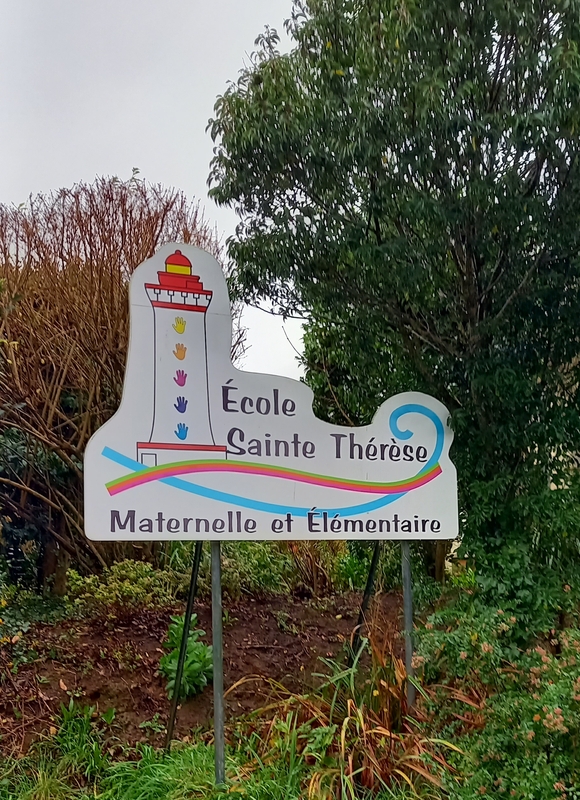 École
Sainte Thérèse
Maternelle et Élémentaire